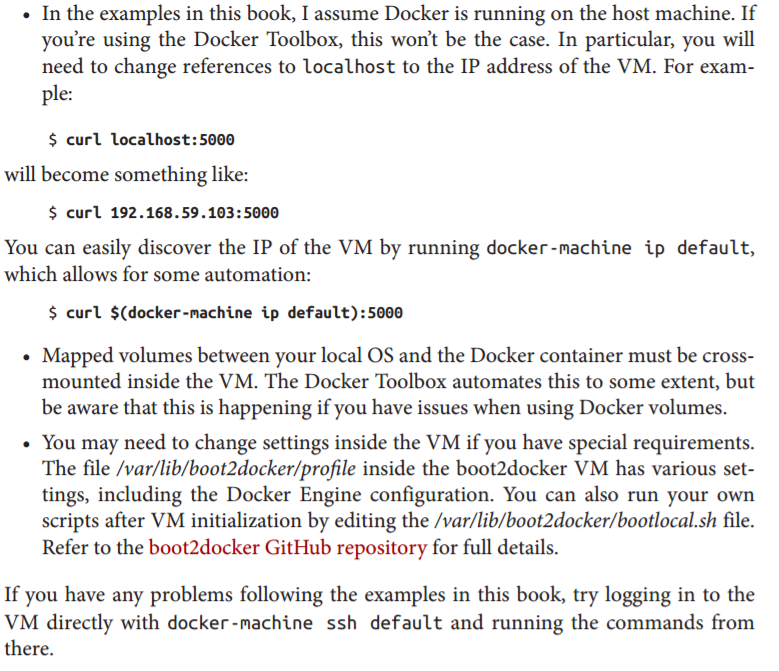 • In the examples in this book, I assume Docker is running on the host machine. If
you’re using the Docker Toolbox, this won’t be the case. In particular, you will
need to change references to localhost to the IP address of the VM. For exam-
ple:
$ curl localhost:5000
will become something like:
$ curl 192.168.59.103:5000
You can easily discover the IP of the VM by running docker-machine ip default,
which allows for some automation:
$ curl $(docker-machine ip default):5000
• Mapped volumes between your local OS and the Docker container must be cross-
mounted inside the VM. The Docker Toolbox automates this to some extent, but
be aware that this is happening if you have issues when using Docker volumes.
• You may need to change settings inside the VM if you have special requirements.
The file /var/lib/boot2docker/profile inside the boot2docker VM has various set-
tings, including the Docker Engine configuration. You can also run your own
scripts after VM initialization by editing the /var/lib/boot2docker/bootlocal.sh file.
Refer to the boot2docker GitHub repository for full details.
If you have any problems following the examples in this book, try logging in to the
VM directly with docker-machine ssh default and running the commands from
there.